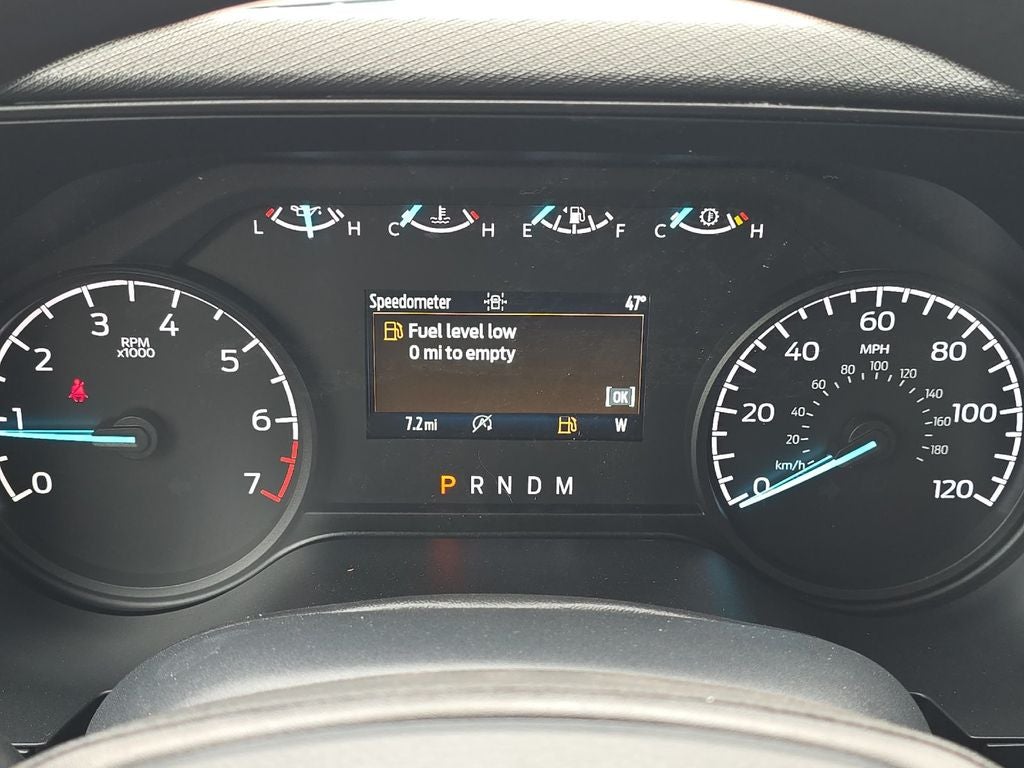 L H C H E F C H
Speedometer 47°
Fuel level low
0 mi to empty
OK
7.2 mi W
P R N D M
0 1 2 3 4 5 6 7
RPM
x1000
0 20 40 60 80 100 120
MPH
20 40 60 80 100 120 140 160 180
km/h